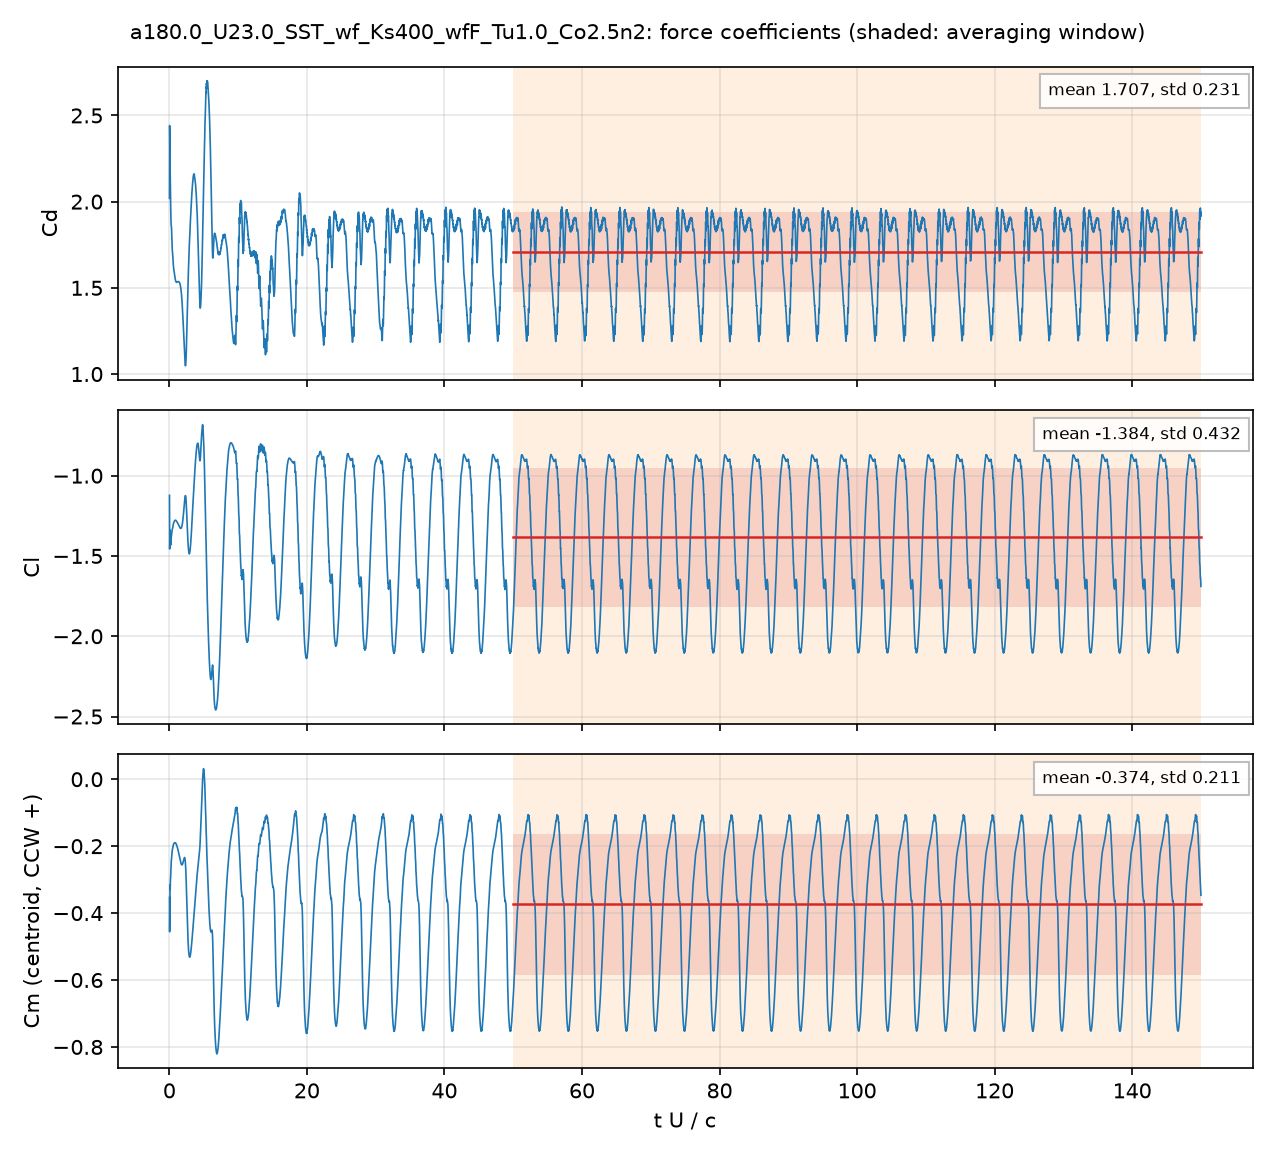 a180.0_U23.0_SST_wf_Ks400_wfF_Tu1.0_Co2.5n2: force coefficients (shaded: averaging window)
mean 1.707, std 0.231
Cd
2.5
2.0
1.5
1.0
mean -1.384, std 0.432
Cl
−1.0
−1.5
−2.0
−2.5
mean -0.374, std 0.211
Cm (centroid, CCW +)
0.0
−0.2
−0.4
−0.6
−0.8
0 20 40 60 80 100 120 140
t U / c